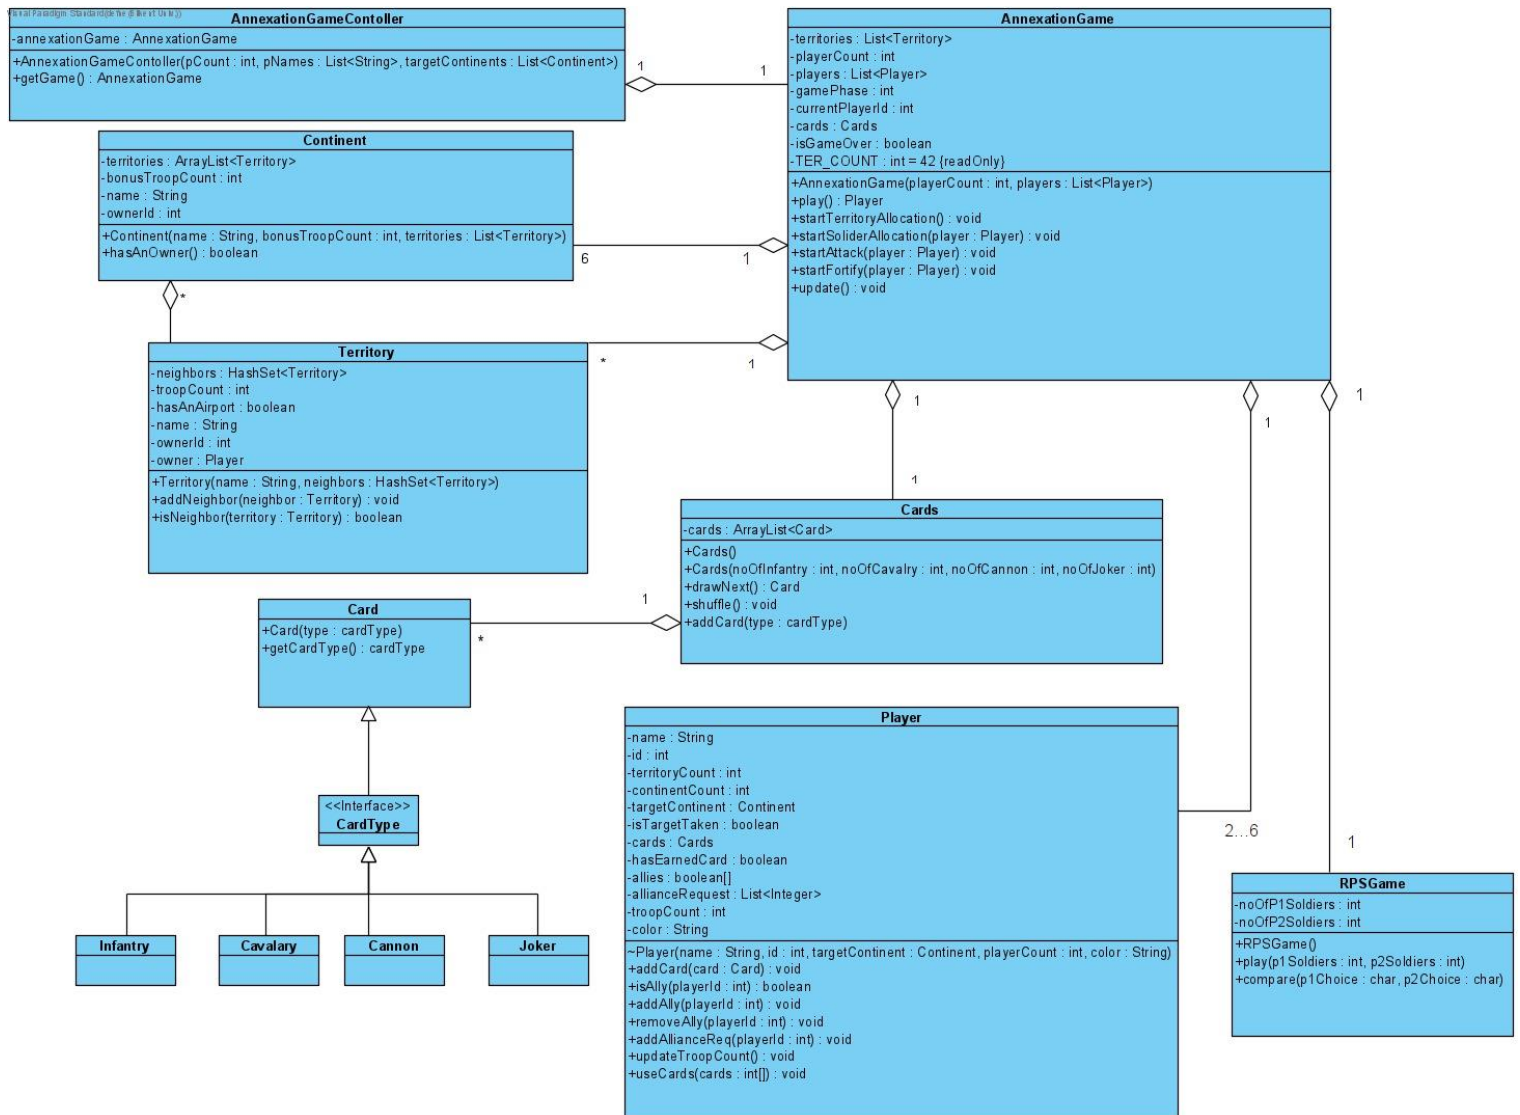 AnnexationGameContoller
-annexationGame : AnnexationGame
+AnnexationGameContoller(pCount : int, pNames : List<String>, targetContinents : List<Continent>)
+getGame() : AnnexationGame
1
1
AnnexationGame
-territories : List<Territory>
-playerCount : int
-players : List<Player>
-gamePhase : int
-currentPlayerId : int
-cards : Cards
-isGameOver : boolean
-TER_COUNT : int = 42 {readOnly}
+AnnexationGame(playerCount : int, players : List<Player>)
+play() : Player
+startTerritoryAllocation() : void
+startSoliderAllocation(player : Player) : void
+startAttack(player : Player) : void
+startFortify(player : Player) : void
+update() : void
Continent
-territories : ArrayList<Territory>
-bonusTroopCount : int
-name : String
-ownerId : int
+Continent(name : String, bonusTroopCount : int, territories : List<Territory>)
+hasAnOwner() : boolean
6
1
*
Territory
-neighbors : HashSet<Territory>
-troopCount : int
-hasAnAirport : boolean
-name : String
-ownerId : int
-owner : Player
+Territory(name : String, neighbors : HashSet<Territory>)
+addNeighbor(neighbor : Territory) : void
+isNeighbor(territory : Territory) : boolean
*
1
1
1
1
1
Cards
-cards : ArrayList<Card>
+Cards()
+Cards(noOfInfantry : int, noOfCavalry : int, noOfCannon : int, noOfJoker : int)
+drawNext() : Card
+shuffle() : void
+addCard(type : cardType)
1
*
Card
+Card(type : cardType)
+getCardType() : cardType
<<Interface>>
CardType
Infantry
Cavalary
Cannon
Joker
Player
-name : String
-id : int
-territoryCount : int
-continentCount : int
-targetContinent : Continent
-isTargetTaken : boolean
-cards : Cards
-hasEarnedCard : boolean
-allies : boolean[]
-allianceRequest : List<Integer>
-troopCount : int
-color : String
~Player(name : String, id : int, targetContinent : Continent, playerCount : int, color : String)
+addCard(card : Card) : void
+isAlly(playerId : int) : boolean
+addAlly(playerId : int) : void
+removeAlly(playerId : int) : void
+addAllianceReq(playerId : int) : void
+updateTroopCount() : void
+useCards(cards : int[]) : void
2...6
1
RPSGame
-noOfP1Soldiers : int
-noOfP2Soldiers : int
+RPSGame()
+play(p1Soldiers : int, p2Soldiers : int)
+compare(p1Choice : char, p2Choice : char)